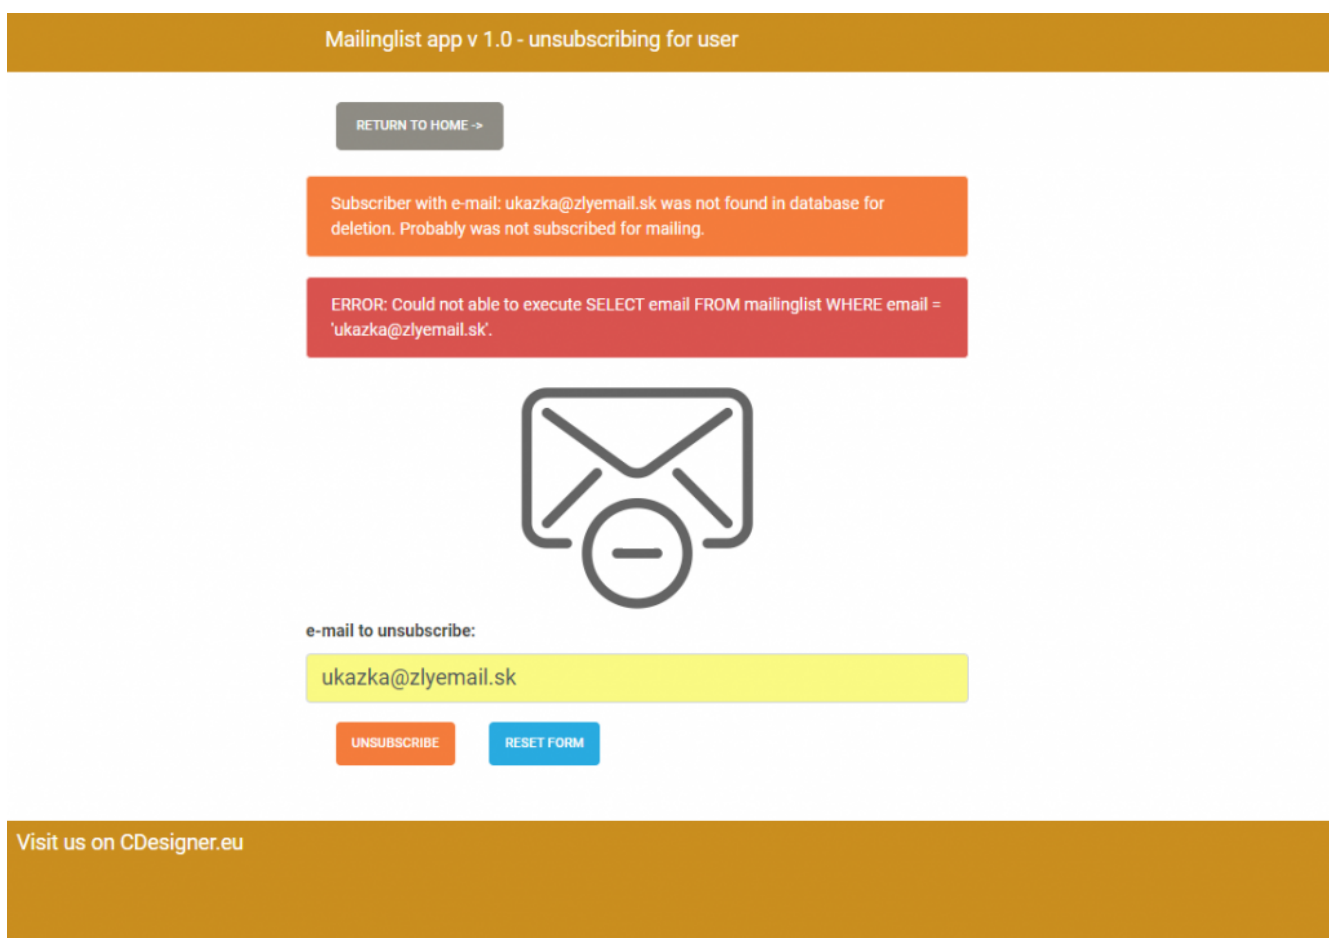 Mailinglist app v 1.0 - unsubscribing for user
RETURN TO HOME ->
Subscriber with e-mail: ukazka@zlyemail.sk was not found in database for
deletion. Probably was not subscribed for mailing.
ERROR: Could not able to execute SELECT email FROM mailinglist WHERE email =
'ukazka@zlyemail.sk'.
e-mail to unsubscribe:
ukazka@zlyemail.sk
UNSUBSCRIBE
RESET FORM
Visit us on CDesigner.eu